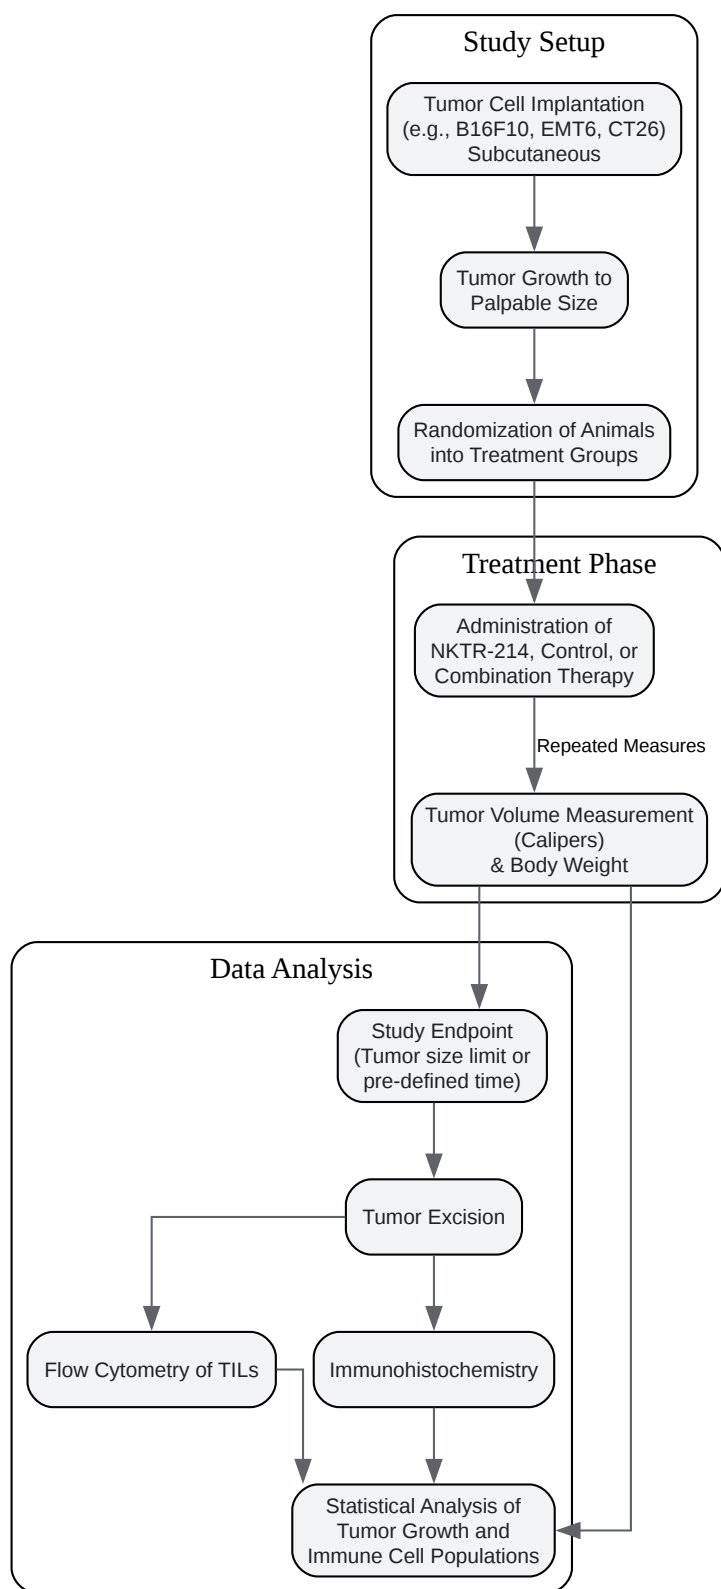 Study Setup
Tumor Cell Implantation
(e.g., B16F10, EMT6, CT26)
Subcutaneous
Tumor Growth to
Palpable Size
Randomization of Animals
into Treatment Groups
Treatment Phase
Administration of
NKTR-214, Control, or
Combination Therapy
Repeated Measures
Tumor Volume Measurement
(Calipers)
& Body Weight
Data Analysis
Study Endpoint
(Tumor size limit or
pre-defined time)
Tumor Excision
Flow Cytometry of TILs
Immunohistochemistry
Statistical Analysis of
Tumor Growth and
Immune Cell Populations